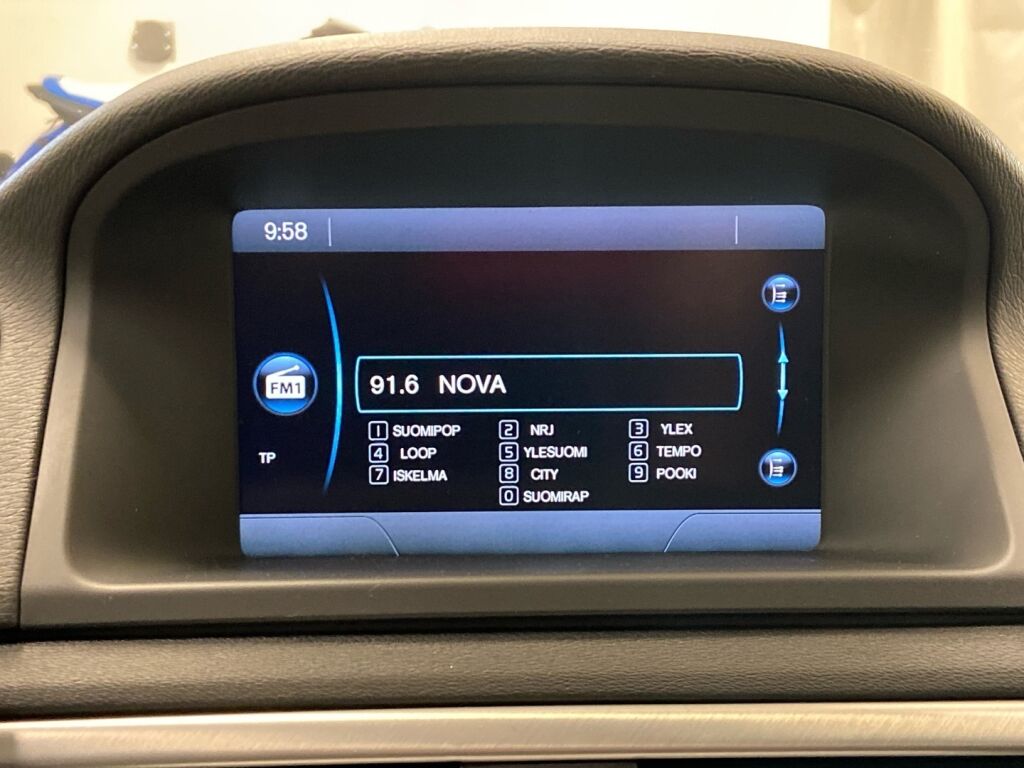 9:58
FM1
91.6 NOVA
1 SUOMIPOP 2 NRJ 3 YLEX
TP
4 LOOP 5 YLESUOMI 6 TEMPO
7 ISKELMA 8 CITY 9 POOKI
0 SUOMIRAP